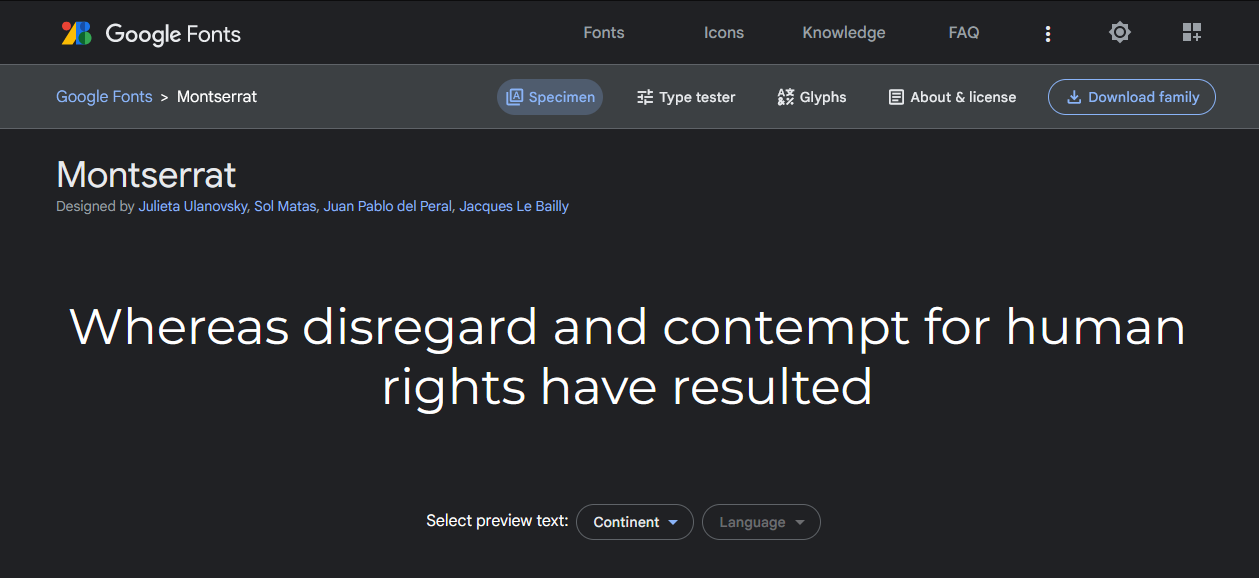 Google Fonts
Fonts
Icons
Knowledge
FAQ
Google Fonts > Montserrat
Specimen
Type tester
Glyphs
About & license
Download family
Montserrat
Designed by Julieta Ulanovsky, Sol Matas, Juan Pablo del Peral, Jacques Le Bailly
Whereas disregard and contempt for human
rights have resulted
Select preview text:
Continent
Language